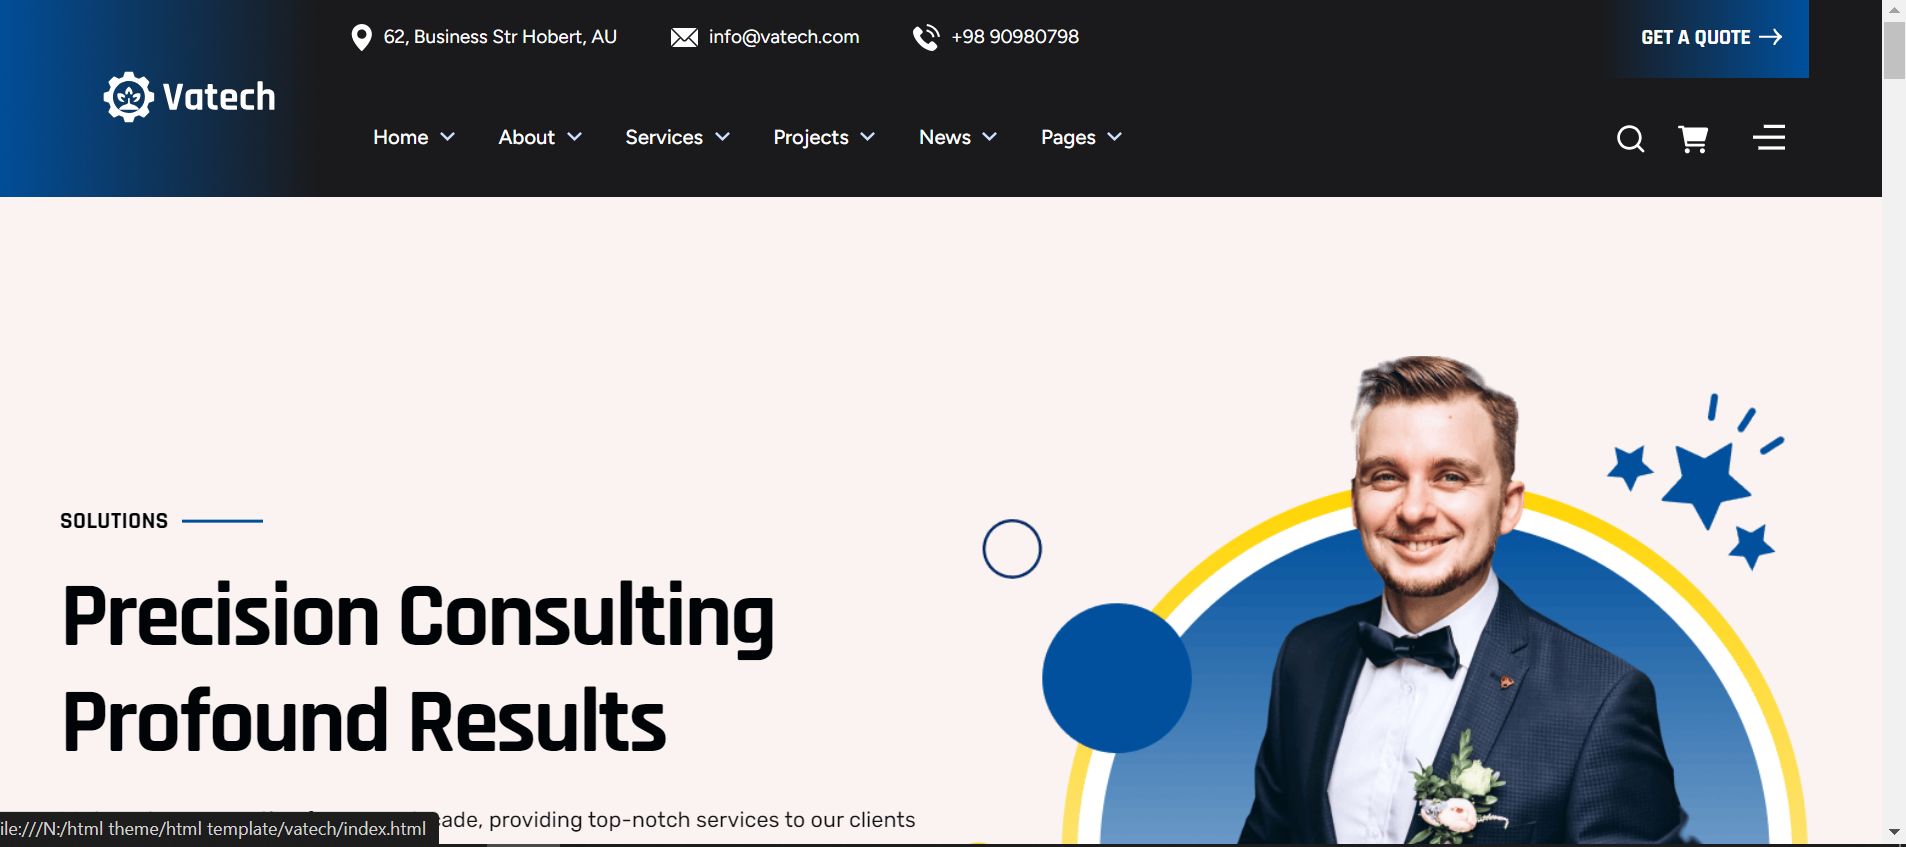 62, Business Str Hobert, AU
info@vatech.com
+98 90980798
GET A QUOTE
Vatech
Home
About
Services
Projects
News
Pages
SOLUTIONS
Precision Consulting
Profound Results
cade, providing top-notch services to our clients
ile:///N:/html theme/html template/vatech/index.html